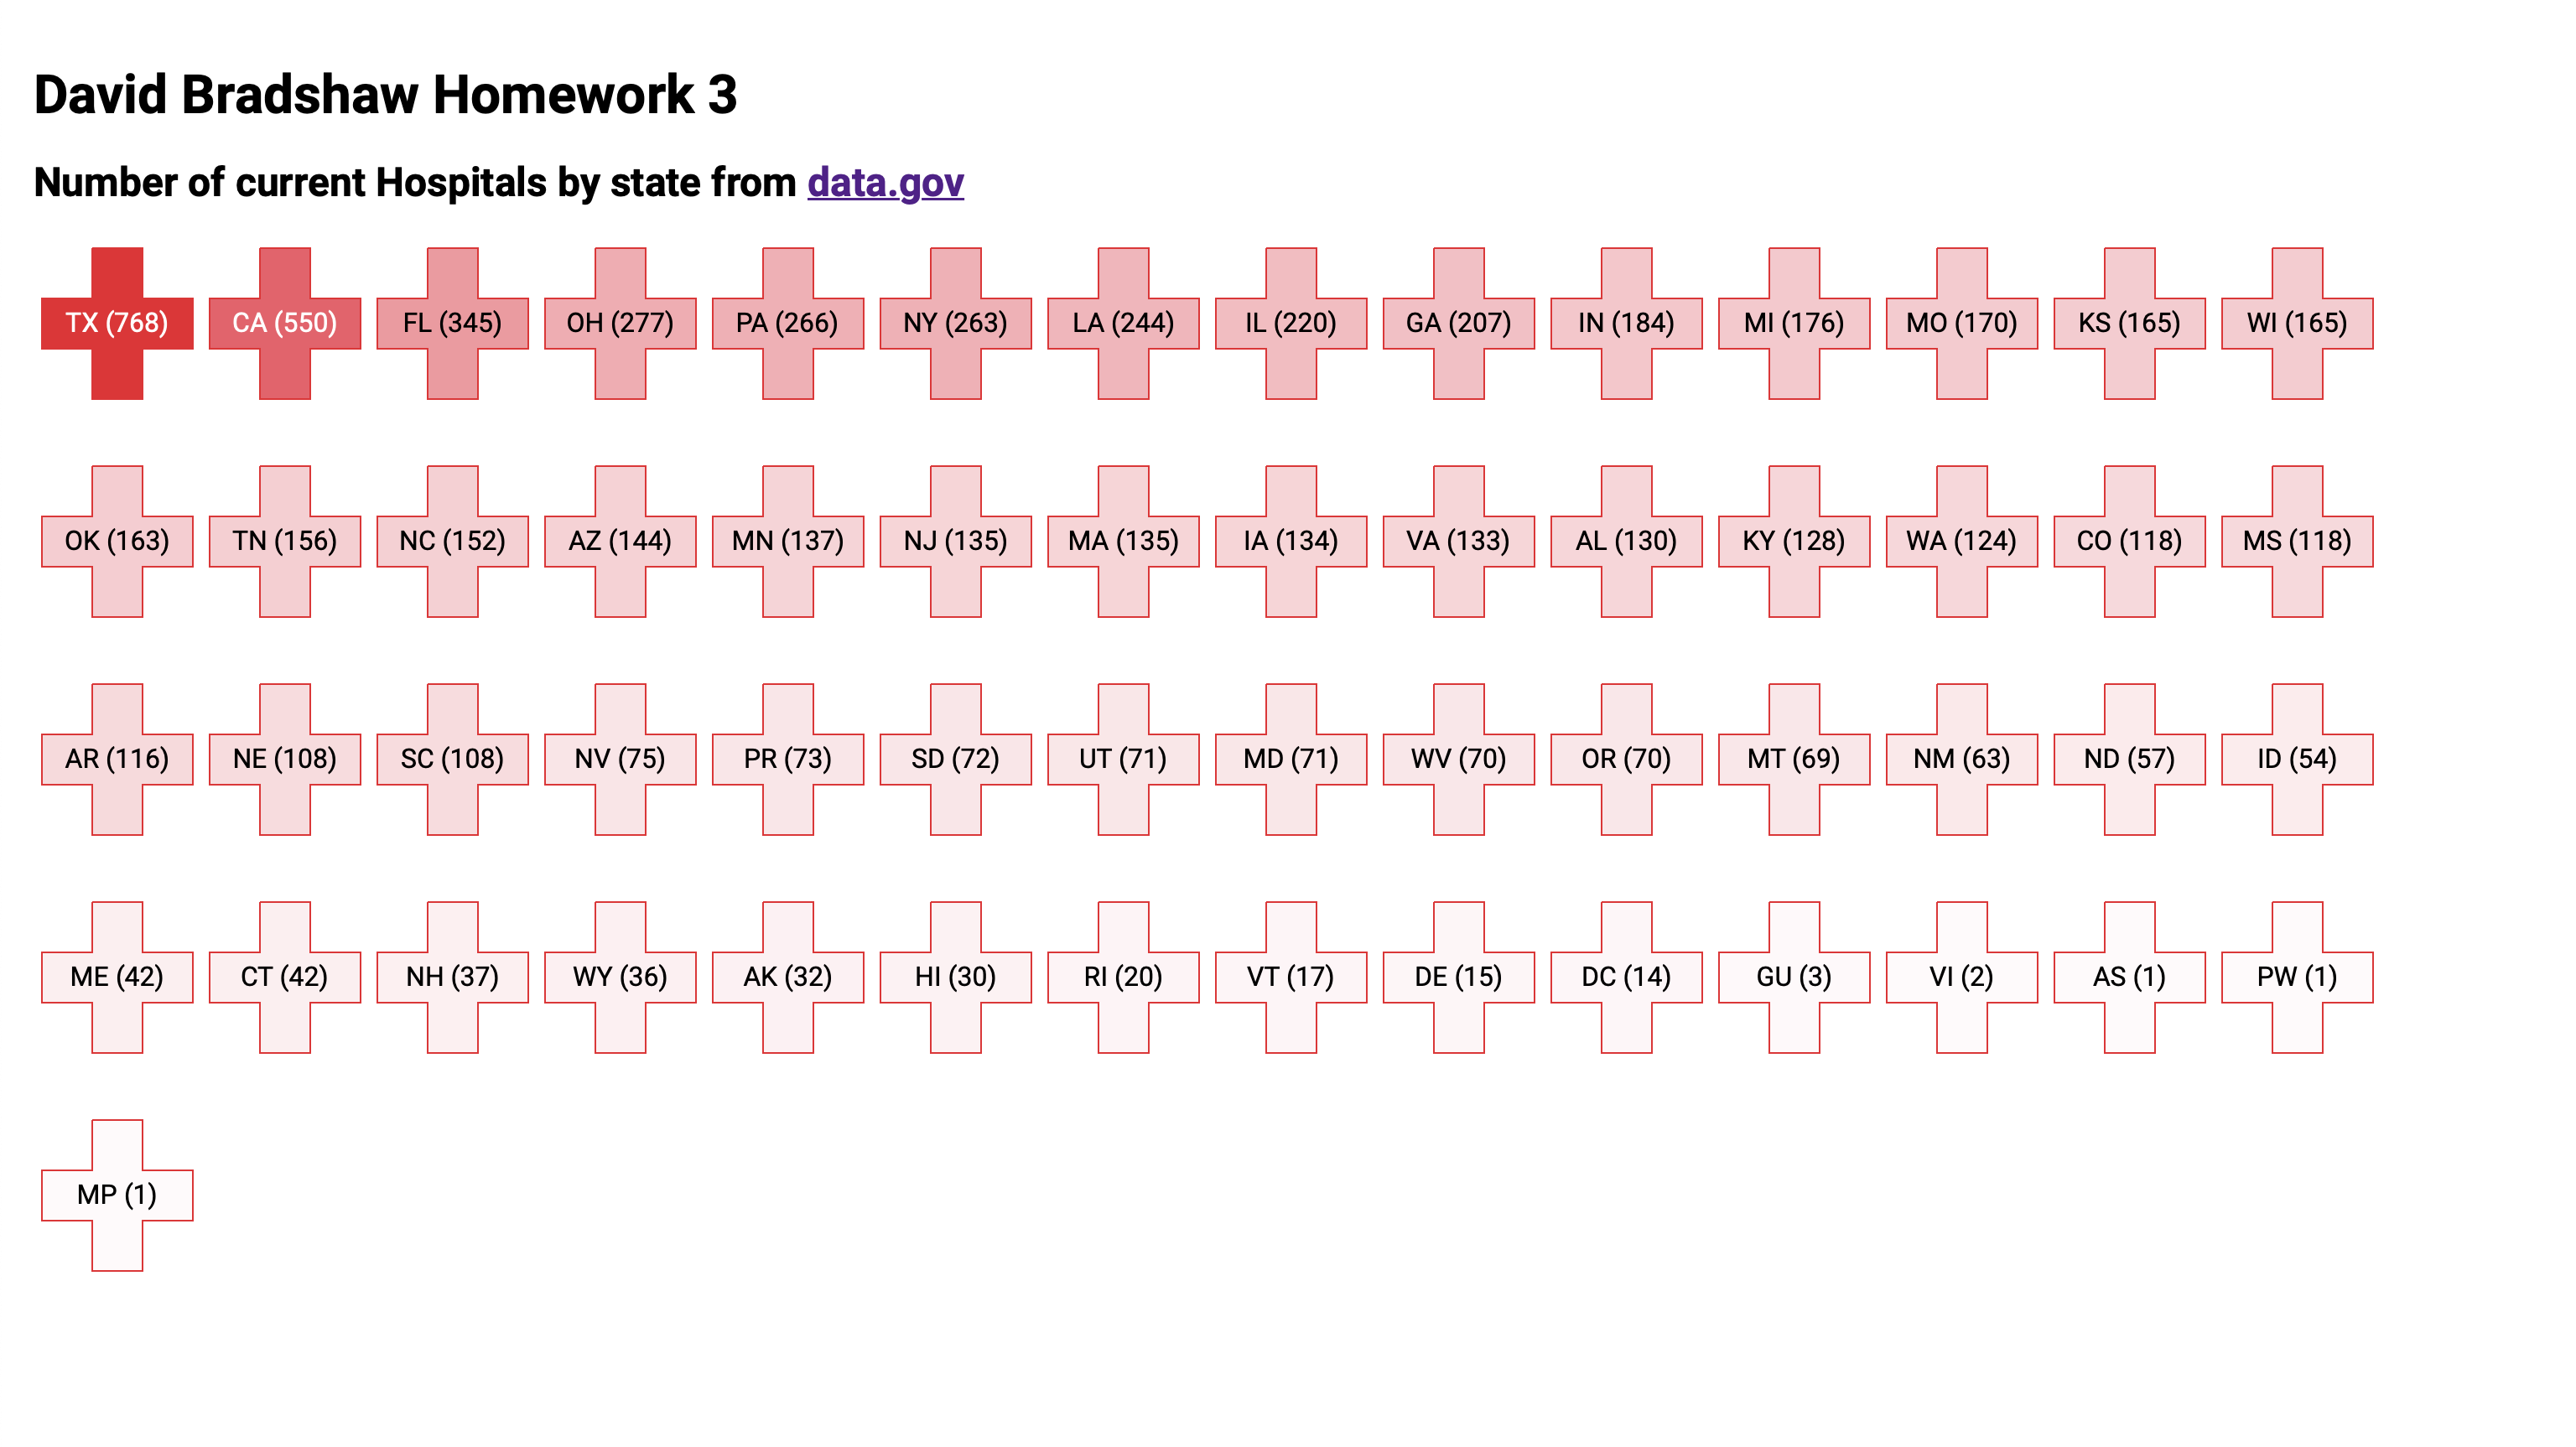 David Bradshaw Homework 3
Number of current Hospitals by state from data.gov
TX (768) CA (550) FL (345) OH (277) PA (266) NY (263) LA (244) IL (220) GA (207) IN (184) MI (176) MO (170) KS (165) WI (165)
OK (163) TN (156) NC (152) AZ (144) MN (137) NJ (135) MA (135) IA (134) VA (133) AL (130) KY (128) WA (124) CO (118) MS (118)
AR (116) NE (108) SC (108) NV (75) PR (73) SD (72) UT (71) MD (71) WV (70) OR (70) MT (69) NM (63) ND (57) ID (54)
ME (42) CT (42) NH (37) WY (36) AK (32) HI (30) RI (20) VT (17) DE (15) DC (14) GU (3) VI (2) AS (1) PW (1)
MP (1)